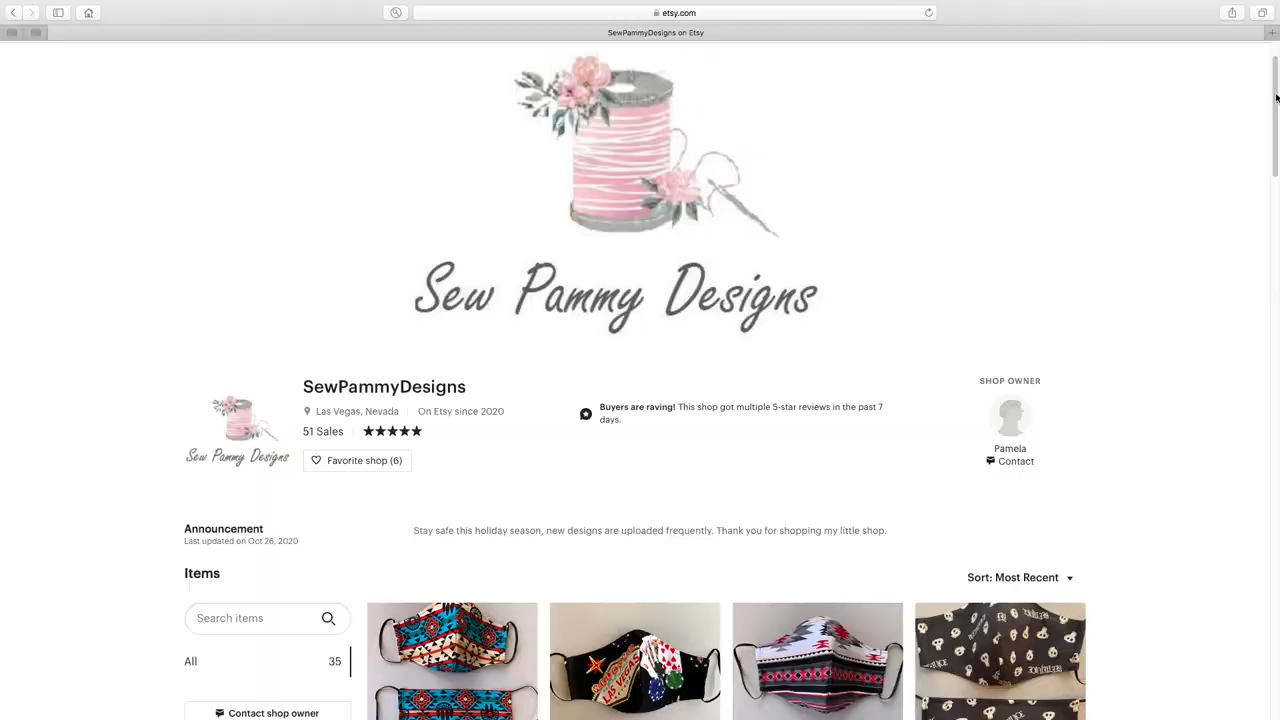 etsy.com
SewPammyDesigns on Etsy
Sew Pammy Designs
SewPammyDesigns
Las Vegas, Nevada
On Etsy since 2020
51 Sales
Favorite shop (6)
Sew Pammy Designs
Buyers are raving! This shop got multiple 5-star reviews in the past 7
days.
SHOP OWNER
Pamela
Contact
Announcement
Last updated on Oct 26, 2020
Stay safe this holiday season, new designs are uploaded frequently. Thank you for shopping my little shop.
Items
Sort: Most Recent
Search items
All
35
Contact shop owner
LAS VEGAS